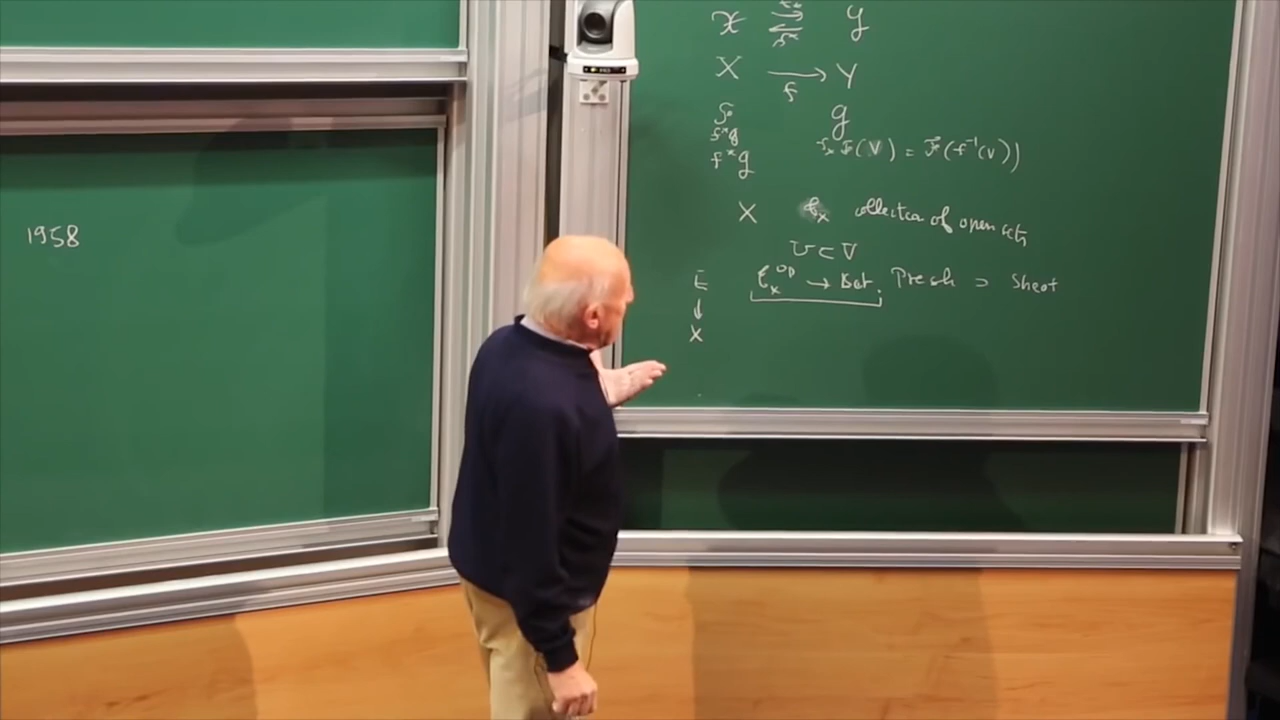 1958
𝒳 ⇄ 𝒴
X → Y
f
𝒢
f*g
f*g
f_* ℱ(V) = ℱ(f⁻¹(V))
X 𝒞_X collection of open sets
U ⊂ V
E 𝒞_X^op → Set. Presh ⊃ Sheaf
↓
X